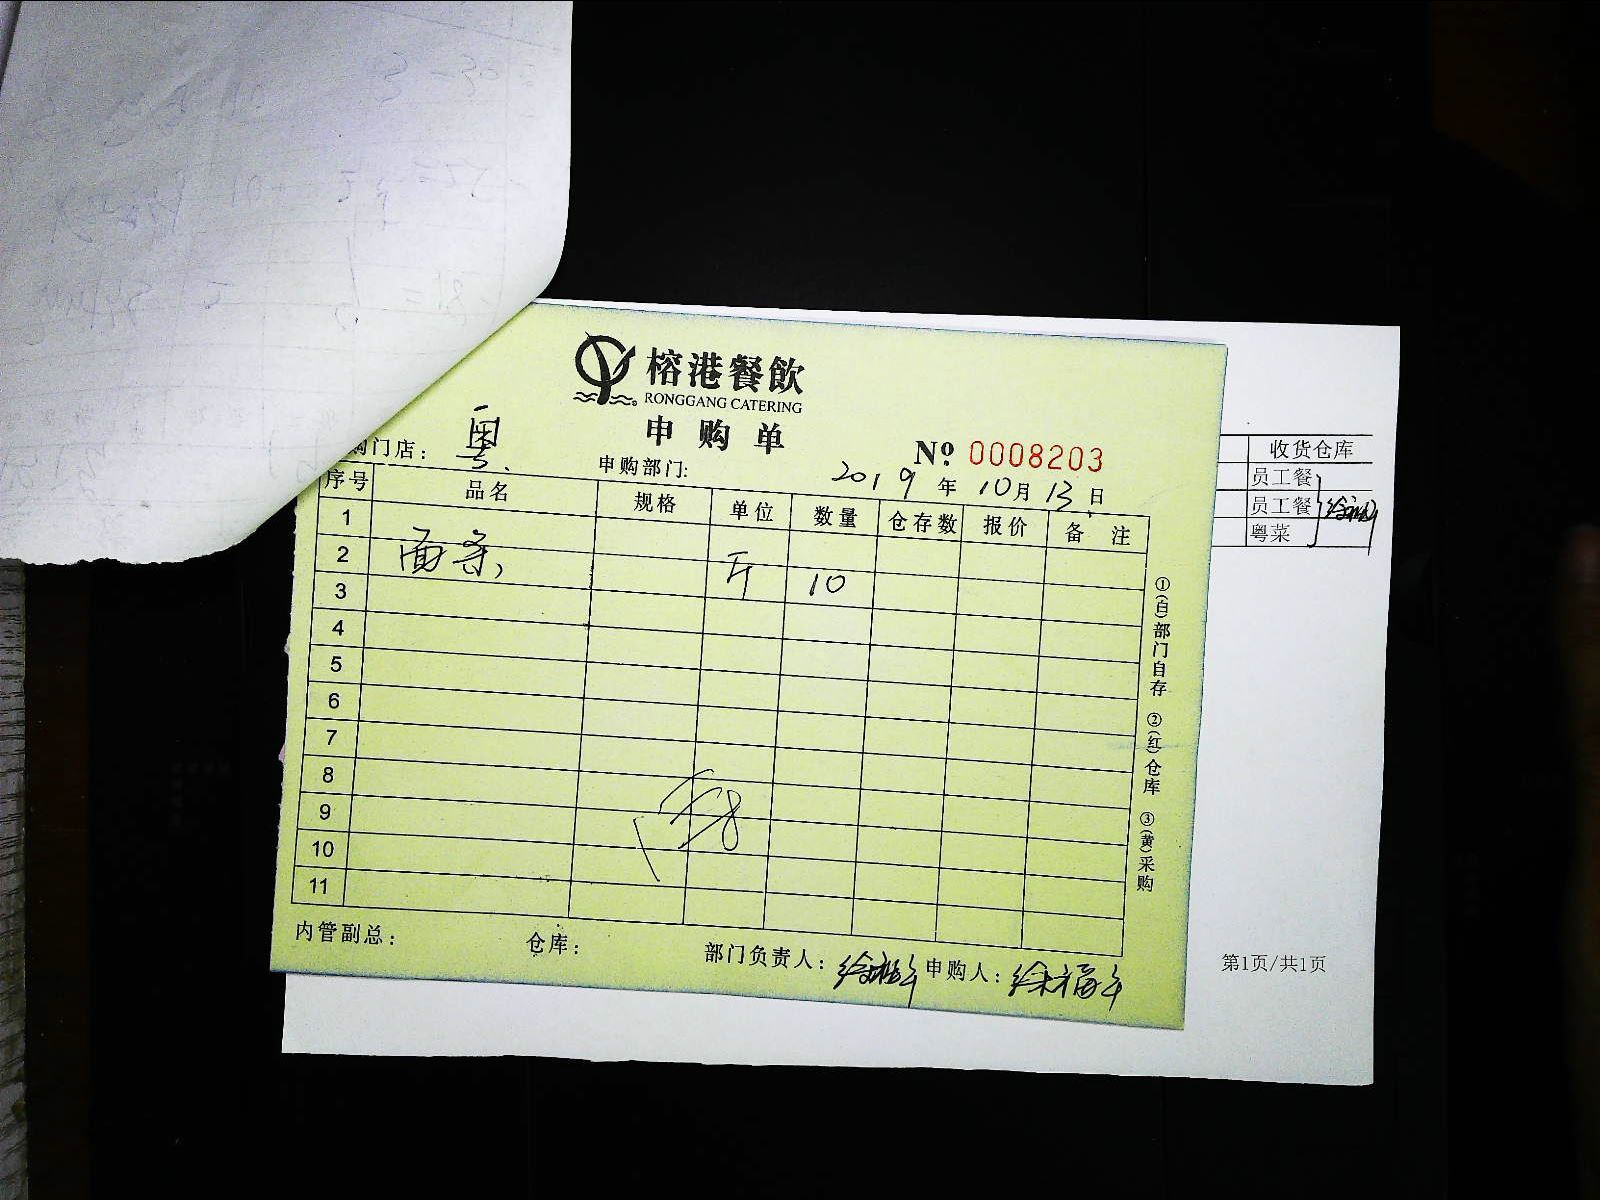 榕港餐飲
RONGGANG CATERING
申购单
购门店： 粤
申购部门:
№ 0008203
2019年10月13日
序号 品名 规格 单位 数量 仓存数 报价 备 注
1
2 面条 斤 10
3
4
5
6
7
8
9
10
11
内管副总： 仓库： 部门负责人： 申购人：
①(白)部门自存 ②(红)仓库 ③(黄)采购
收货仓库
员工餐
员工餐
粤菜
第1页/共1页